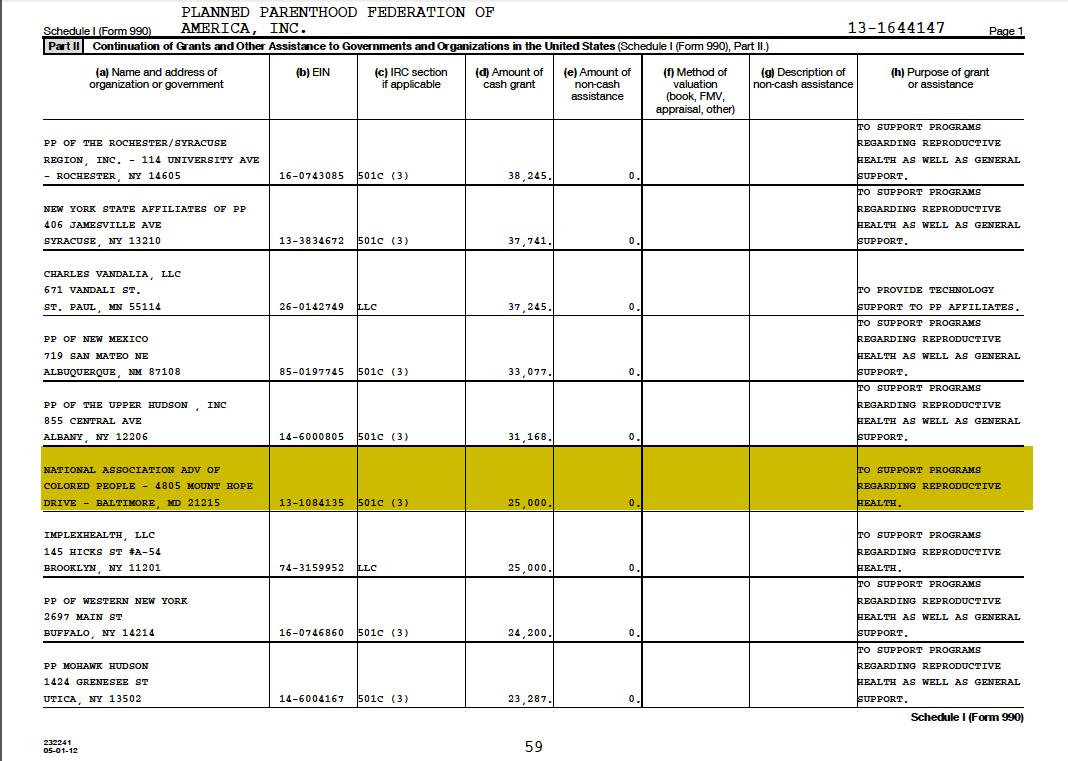 PLANNED PARENTHOOD FEDERATION OF
Schedule I (Form 990) AMERICA, INC. 13-1644147 Page 1
Part II Continuation of Grants and Other Assistance to Governments and Organizations in the United States (Schedule I (Form 990), Part II.)
(a) Name and address of organization or government
(b) EIN
(c) IRC section if applicable
(d) Amount of cash grant
(e) Amount of non-cash assistance
(f) Method of valuation (book, FMV, appraisal, other)
(g) Description of non-cash assistance
(h) Purpose of grant or assistance
TO SUPPORT PROGRAMS
PP OF THE ROCHESTER/SYRACUSE REGARDING REPRODUCTIVE
REGION, INC. - 114 UNIVERSITY AVE HEALTH AS WELL AS GENERAL
- ROCHESTER, NY 14605 16-0743085 501C (3) 38,245. 0. SUPPORT.
TO SUPPORT PROGRAMS
NEW YORK STATE AFFILIATES OF PP REGARDING REPRODUCTIVE
406 JAMESVILLE AVE HEALTH AS WELL AS GENERAL
SYRACUSE, NY 13210 13-3834672 501C (3) 37,741. 0. SUPPORT.
CHARLES VANDALIA, LLC
671 VANDALI ST. TO PROVIDE TECHNOLOGY
ST. PAUL, MN 55114 26-0142749 LLC 37,245. 0. SUPPORT TO PP AFFILIATES.
TO SUPPORT PROGRAMS
PP OF NEW MEXICO REGARDING REPRODUCTIVE
719 SAN MATEO NE HEALTH AS WELL AS GENERAL
ALBUQUERQUE, NM 87108 85-0197745 501C (3) 33,077. 0. SUPPORT.
TO SUPPORT PROGRAMS
PP OF THE UPPER HUDSON , INC REGARDING REPRODUCTIVE
855 CENTRAL AVE HEALTH AS WELL AS GENERAL
ALBANY, NY 12206 14-6000805 501C (3) 31,168. 0. SUPPORT.
NATIONAL ASSOCIATION ADV OF TO SUPPORT PROGRAMS
COLORED PEOPLE - 4805 MOUNT HOPE REGARDING REPRODUCTIVE
DRIVE - BALTIMORE, MD 21215 13-1084135 501C (3) 25,000. 0. HEALTH.
IMPLEXHEALTH, LLC TO SUPPORT PROGRAMS
145 HICKS ST #A-54 REGARDING REPRODUCTIVE
BROOKLYN, NY 11201 74-3159952 LLC 25,000. 0. HEALTH.
TO SUPPORT PROGRAMS
PP OF WESTERN NEW YORK REGARDING REPRODUCTIVE
2697 MAIN ST HEALTH AS WELL AS GENERAL
BUFFALO, NY 14214 16-0746860 501C (3) 24,200. 0. SUPPORT.
TO SUPPORT PROGRAMS
PP MOHAWK HUDSON REGARDING REPRODUCTIVE
1424 GRENESEE ST HEALTH AS WELL AS GENERAL
UTICA, NY 13502 14-6004167 501C (3) 23,287. 0. SUPPORT.
Schedule I (Form 990)
232241
05-01-12
59